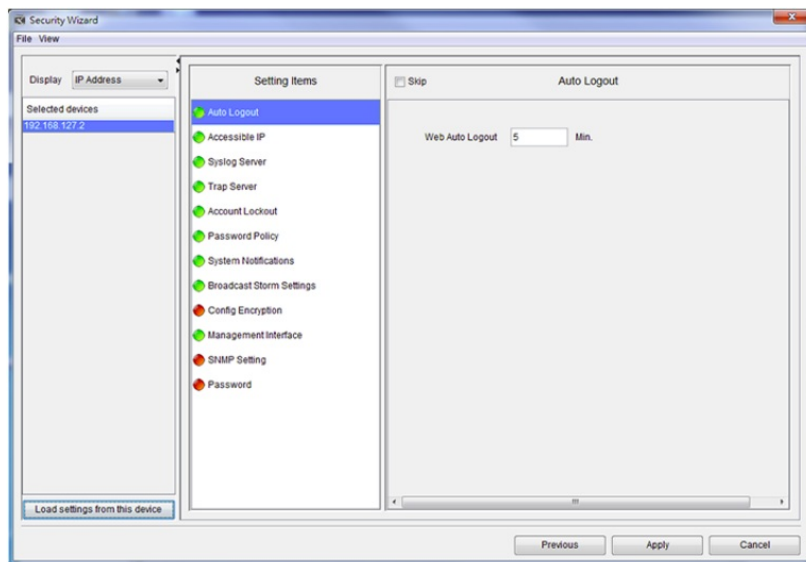 Security Wizard
File View
Display IP Address
Selected devices
192.168.127.2
Load settings from this device
Setting Items
Auto Logout
Accessible IP
Syslog Server
Trap Server
Account Lockout
Password Policy
System Notifications
Broadcast Storm Settings
Config Encryption
Management Interface
SNMP Setting
Password
Skip Auto Logout
Web Auto Logout 5 Min.
Previous Apply Cancel